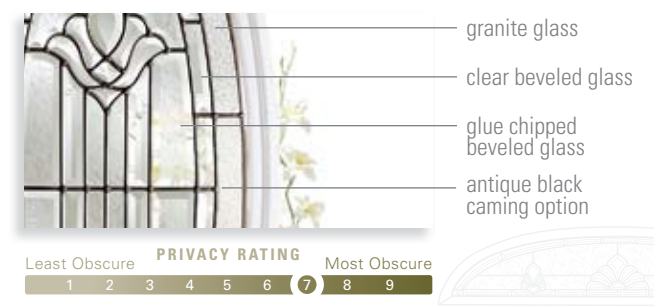 granite glass
clear beveled glass
glue chipped
beveled glass
antique black
caming option
PRIVACY RATING
Least Obscure
Most Obscure
1 2 3 4 5 6 7 8 9